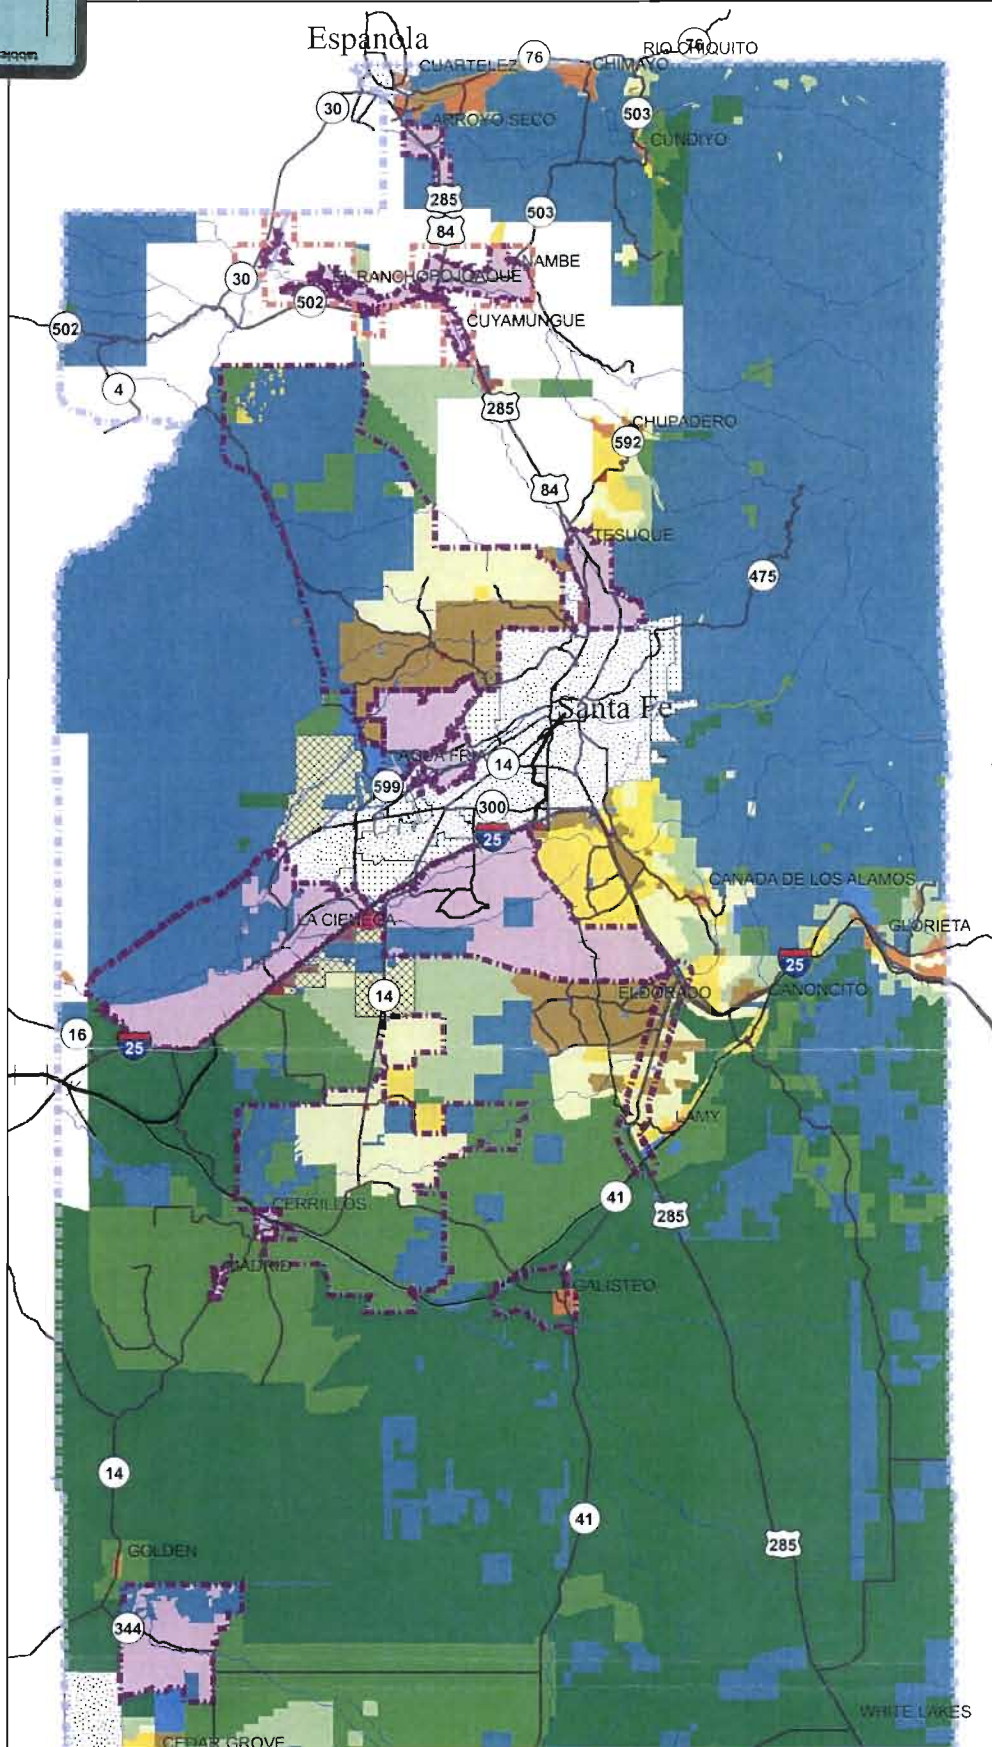 Española
76
76
RIO CHIQUITO
CUARTELEZ
CHIMAYO
30
503
ARROYO SECO
CUNDIYO
285
503
84
NAMBE
30
EL RANCHO
POJOAQUE
502
502
CUYAMUNGUE
4
285
CHUPADERO
592
84
TESUQUE
475
Santa Fe
AGUA FRIA
14
599
300
25
CANADA DE LOS ALAMOS
LA CIENEGA
GLORIETA
25
ELDORADO
CANONCITO
14
16
25
LAMY
41
CERRILLOS
285
MADRID
GALISTEO
14
41
285
GOLDEN
344
WHITE LAKES
CEDAR GROVE